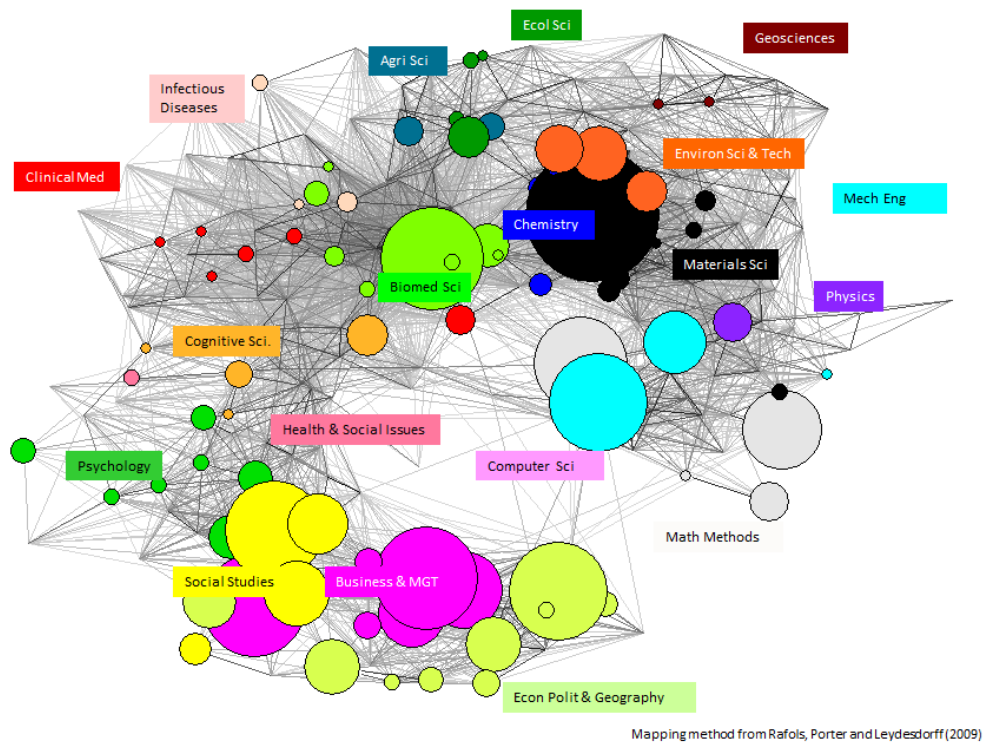 Ecol Sci
Geosciences
Agri Sci
Infectious
Diseases
Environ Sci & Tech
Clinical Med
Mech Eng
Chemistry
Materials Sci
Biomed Sci
Physics
Cognitive Sci.
Health & Social Issues
Psychology
Computer Sci
Math Methods
Social Studies
Business & MGT
Econ Polit & Geography
Mapping method from Rafols, Porter and Leydesdorff (2009)